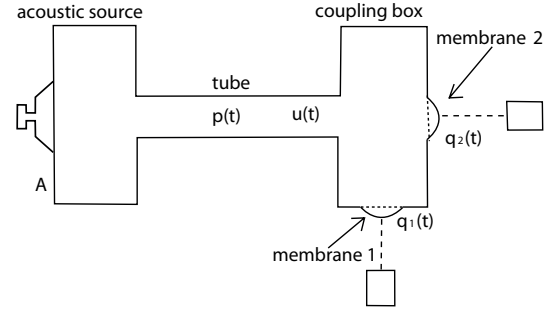 acoustic source
coupling box
membrane 2
tube
p(t) u(t)
q₂(t)
A
q₁(t)
membrane 1